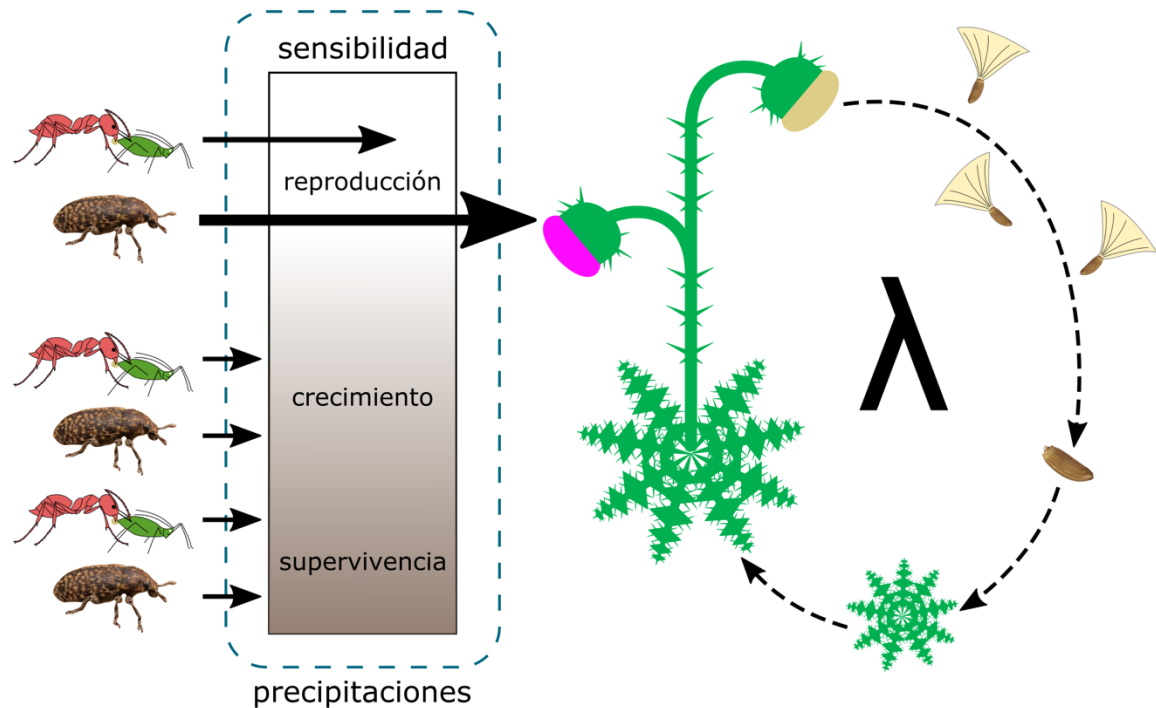 sensibilidad
reproducción
crecimiento
supervivencia
precipitaciones
λ